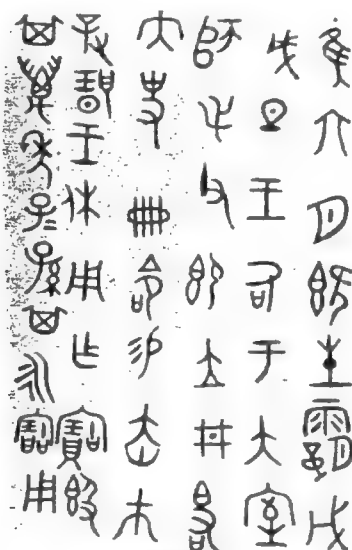 隹六月既生霸戊
戌旦王各于大室
師毛父即立井白右
大史冊命易赤巿
對揚王休用乍寶簋
其萬年子子孫其永寶用